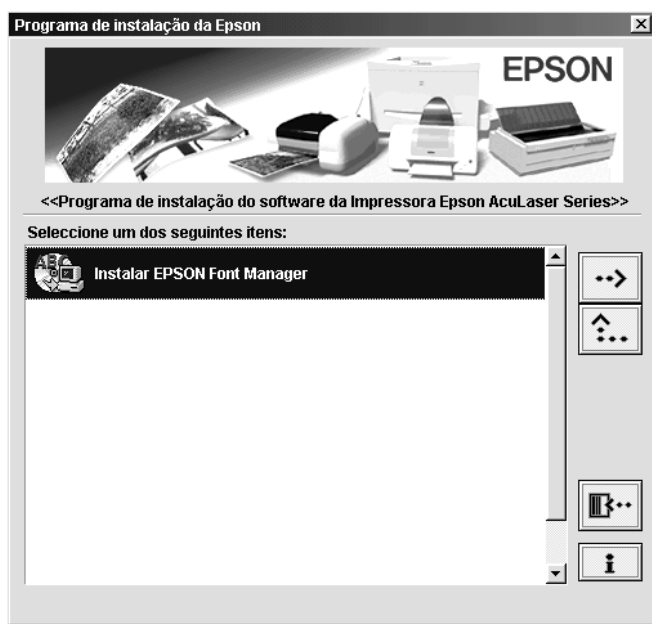 Programa de instalação da Epson
EPSON
<<Programa de instalação do software da Impressora Epson AcuLaser Series>>
Seleccione um dos seguintes itens:
Instalar EPSON Font Manager